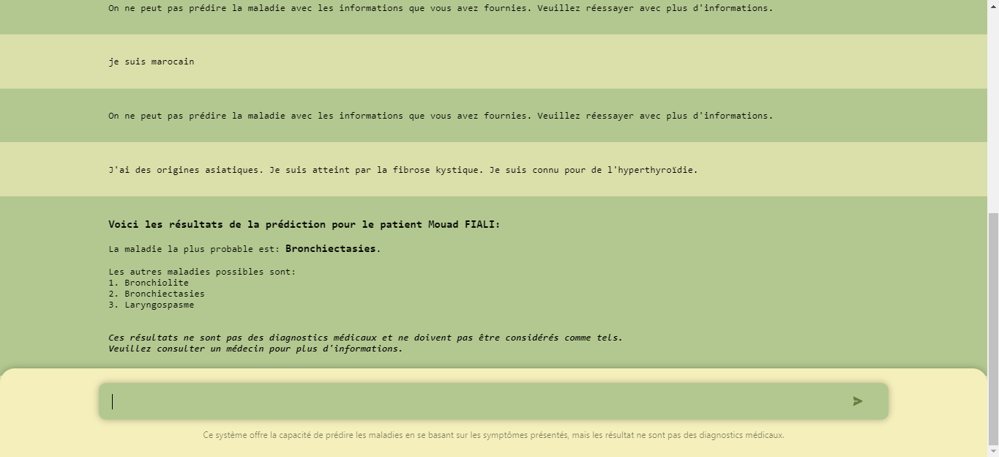 On ne peut pas prédire la maladie avec les informations que vous avez fournies. Veuillez réessayer avec plus d'informations.
je suis marocain
On ne peut pas prédire la maladie avec les informations que vous avez fournies. Veuillez réessayer avec plus d'informations.
J'ai des origines asiatiques. Je suis atteint par la fibrose kystique. Je suis connu pour de l'hyperthyroïdie.
Voici les résultats de la prédiction pour le patient Mouad FIALI:
La maladie la plus probable est: Bronchiectasies.
Les autres maladies possibles sont:
1. Bronchiolite
2. Bronchiectasies
3. Laryngospasme
Ces résultats ne sont pas des diagnostics médicaux et ne doivent pas être considérés comme tels.
Veuillez consulter un médecin pour plus d'informations.
Ce système offre la capacité de prédire les maladies en se basant sur les symptômes présentés, mais les résultat ne sont pas des diagnostics médicaux.